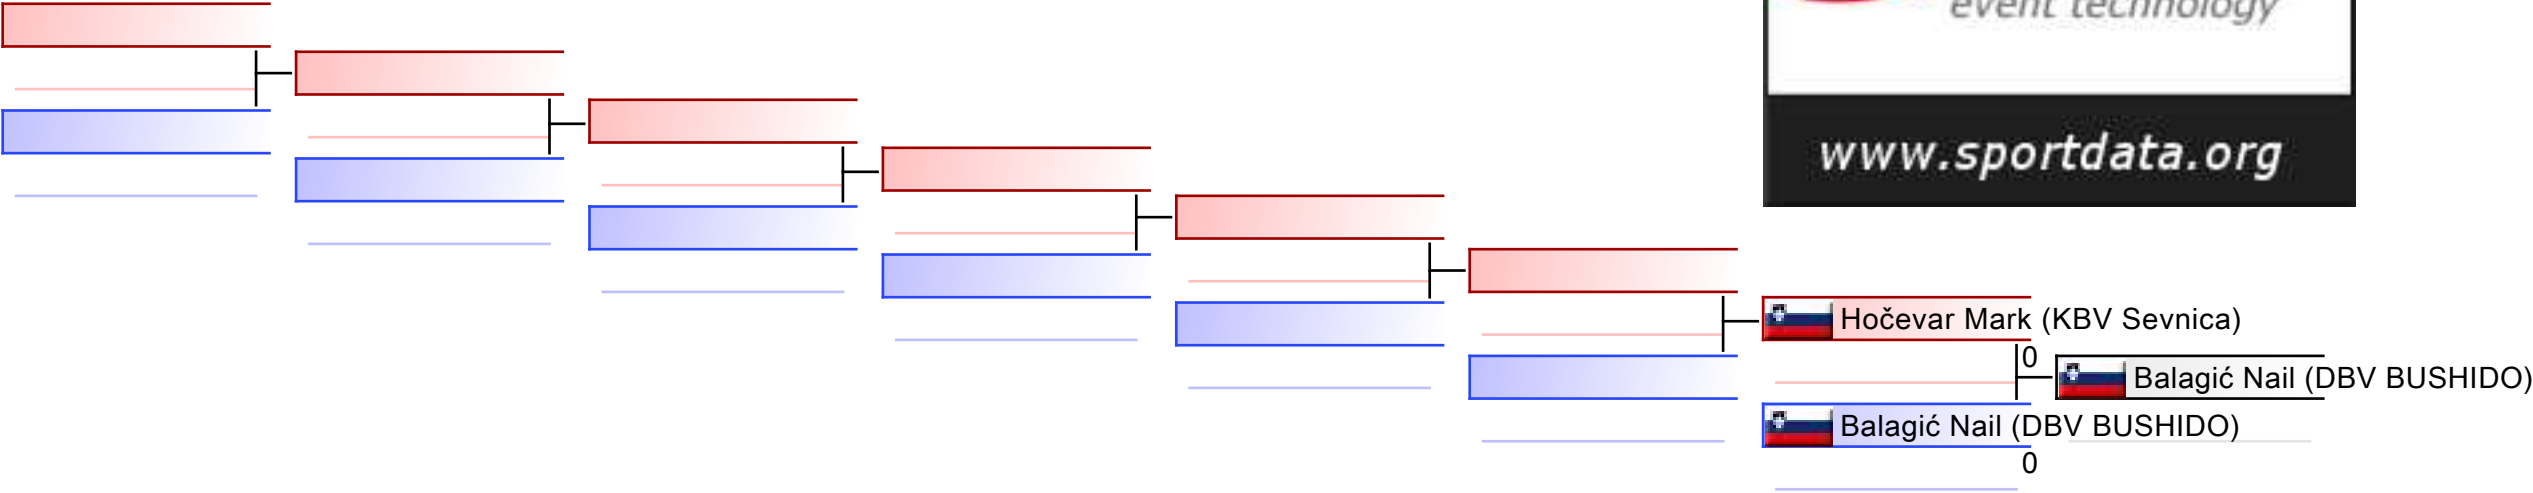 event technology
www.sportdata.org
Hočevar Mark (KBV Sevnica)
0
Balagić Nail (DBV BUSHIDO)
Balagić Nail (DBV BUSHIDO)
0